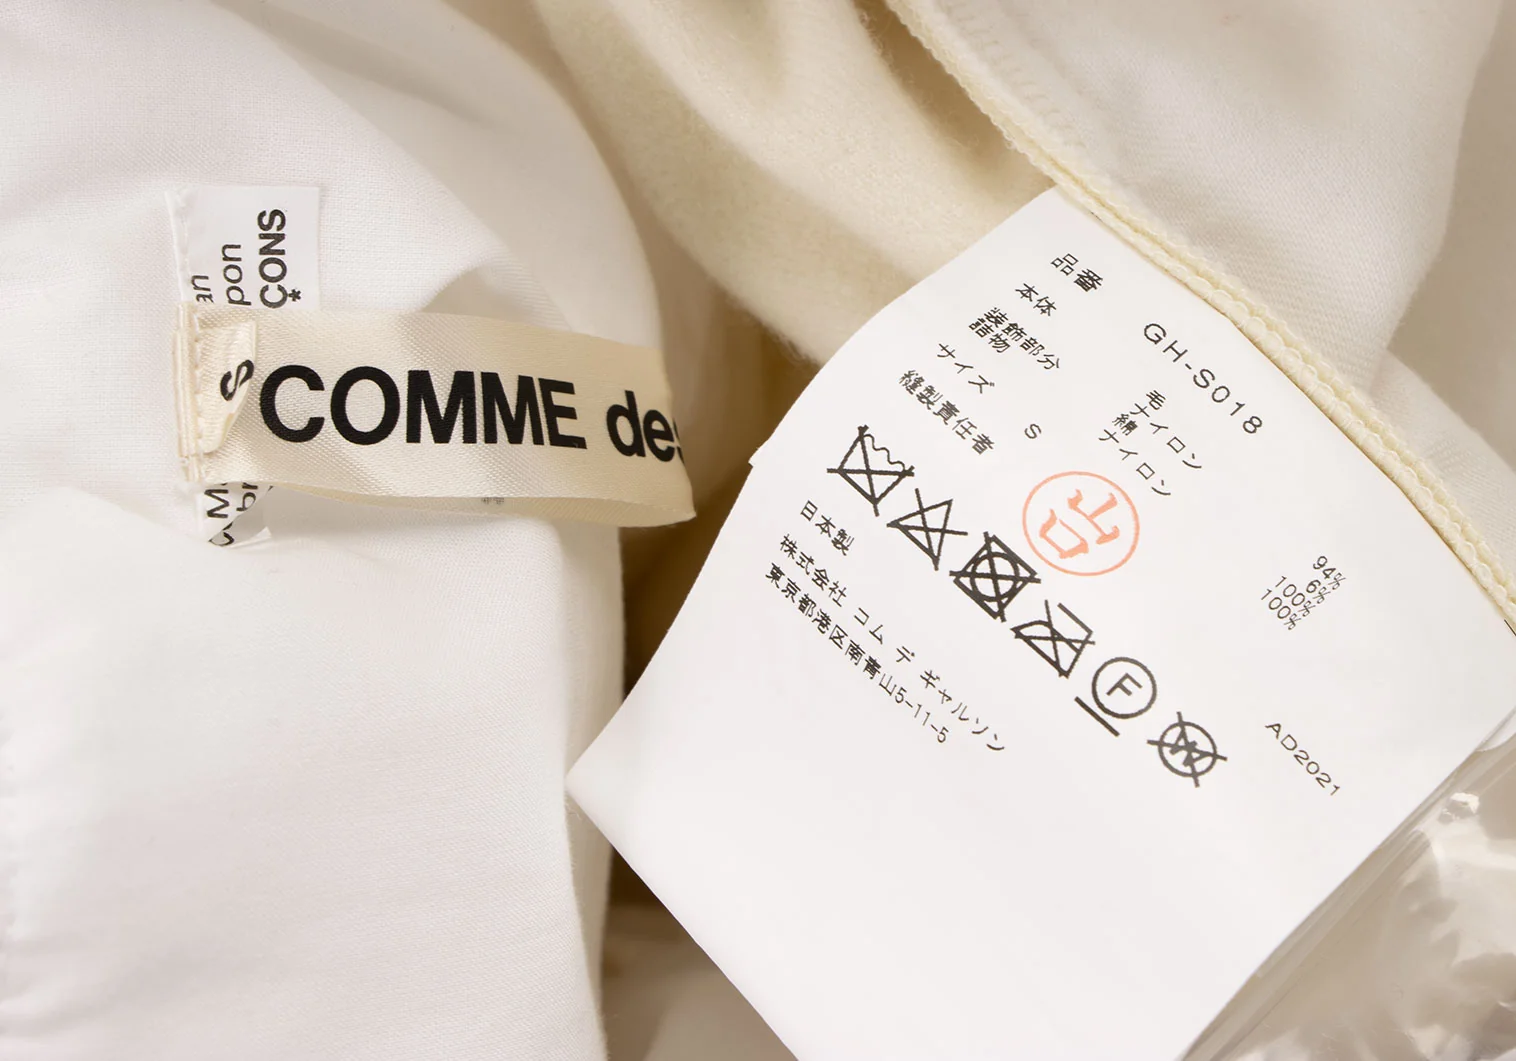 ÇONS
pon
an
S
COMME des
品番 GH-S018
本体 毛 94%
ナイロン 6%
装飾部分 綿 100%
詰物 ナイロン 100%
サイズ S
縫製責任者
日本製
株式会社 コム デ ギャルソン
東京都港区南青山5-11-5
F
W
AD2021